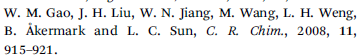 W. M. Gao, J. H. Liu, W. N. Jiang, M. Wang, L. H. Weng,
B. Åkermark and L. C. Sun, C. R. Chim., 2008, 11,
915–921.